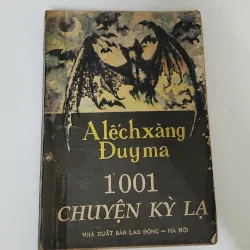 Alếchxăng
Đuyma
1001
CHUYỆN KỲ LẠ
NHÀ XUẤT BẢN LAO ĐỘNG – HÀ NỘI